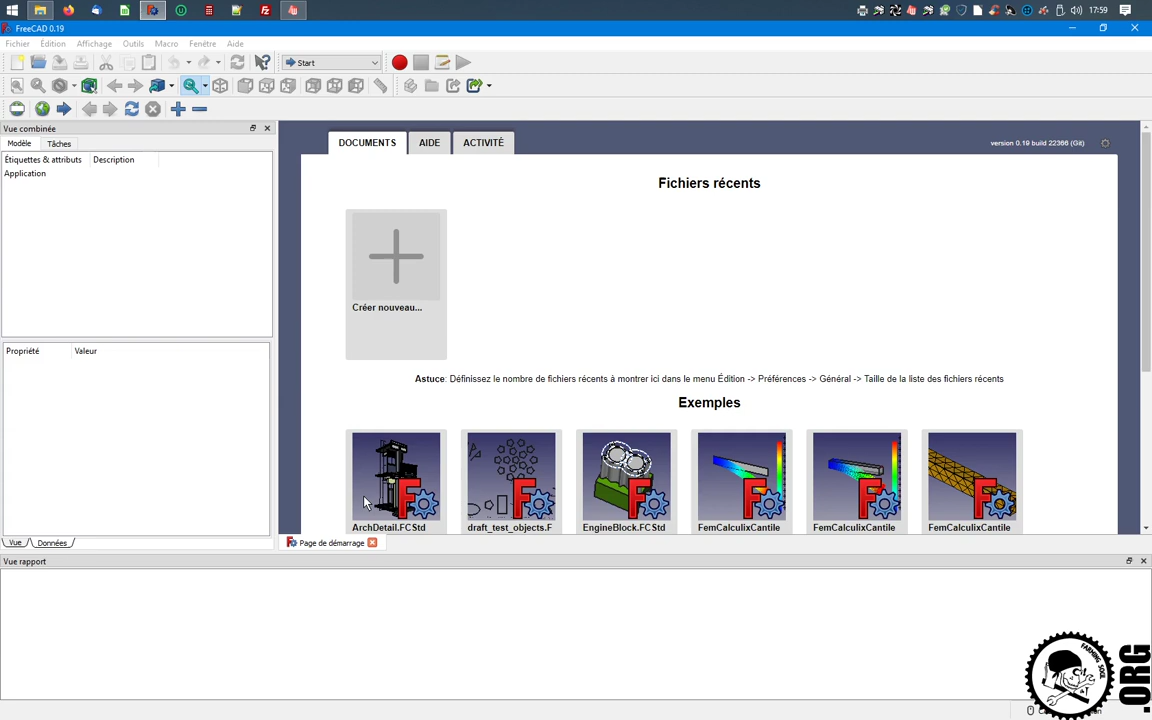 17:59
FreeCAD 0.19
Fichier Édition Affichage Outils Macro Fenêtre Aide
Start
Vue combinée
Modèle Tâches
Étiquettes & attributs Description
Application
Propriété Valeur
Vue Données
DOCUMENTS AIDE ACTIVITÉ
version 0.19 build 22366 (Git)
Fichiers récents
Créer nouveau...
Astuce: Définissez le nombre de fichiers récents à montrer ici dans le menu Édition -> Préférences -> Général -> Taille de la liste des fichiers récents
Exemples
ArchDetail.FCStd draft_test_objects.F EngineBlock.FCStd FemCalculixCantile FemCalculixCantile FemCalculixCantile
Page de démarrage
Vue rapport
FARMING SOUL
.ORG